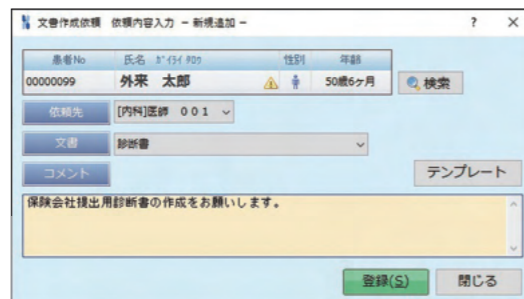 文書作成依頼 依頼内容入力 － 新規追加 － ? ×
患者No 氏名 ｶﾞｲﾗｲ ﾀﾛｳ 性別 年齢
00000099 外来 太郎 50歳6ヶ月 検索
依頼先 [内科]医師 ００１
文書 診断書
コメント テンプレート
保険会社提出用診断書の作成をお願いします。
登録(S) 閉じる